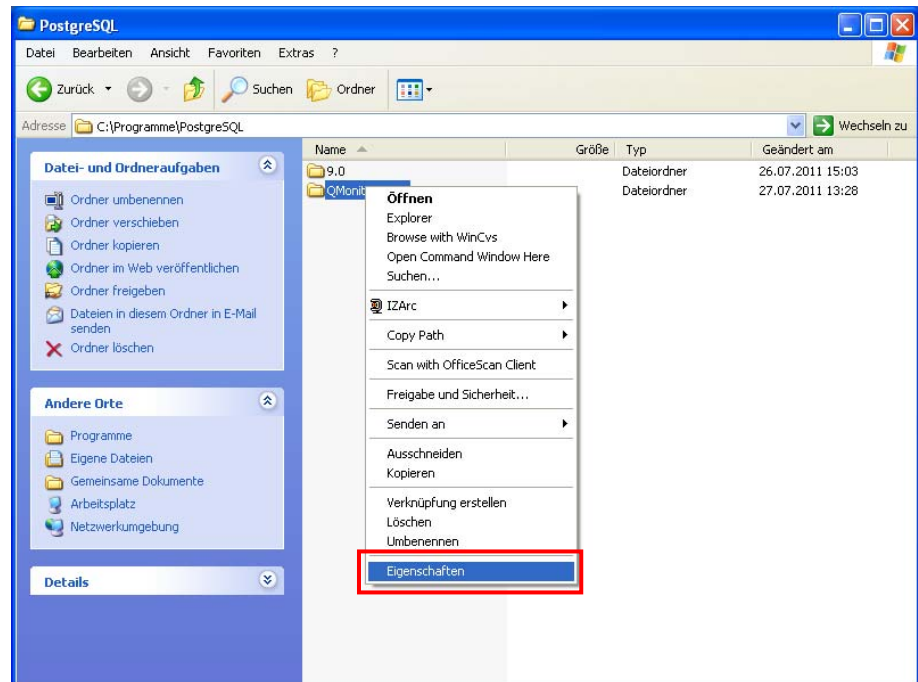 PostgreSQL
Datei Bearbeiten Ansicht Favoriten Extras ?
Zurück Suchen Ordner
Adresse C:\Programme\PostgreSQL Wechseln zu
Datei- und Ordneraufgaben
Ordner umbenennen
Ordner verschieben
Ordner kopieren
Ordner im Web veröffentlichen
Ordner freigeben
Dateien in diesem Ordner in E-Mail
senden
Ordner löschen
Andere Orte
Programme
Eigene Dateien
Gemeinsame Dokumente
Arbeitsplatz
Netzwerkumgebung
Details
Name Größe Typ Geändert am
9.0 Dateiordner 26.07.2011 15:03
Dateiordner 27.07.2011 13:28
Öffnen
Explorer
Browse with WinCvs
Open Command Window Here
Suchen...
IZArc
Copy Path
Scan with OfficeScan Client
Freigabe und Sicherheit...
Senden an
Ausschneiden
Kopieren
Verknüpfung erstellen
Löschen
Umbenennen
Eigenschaften